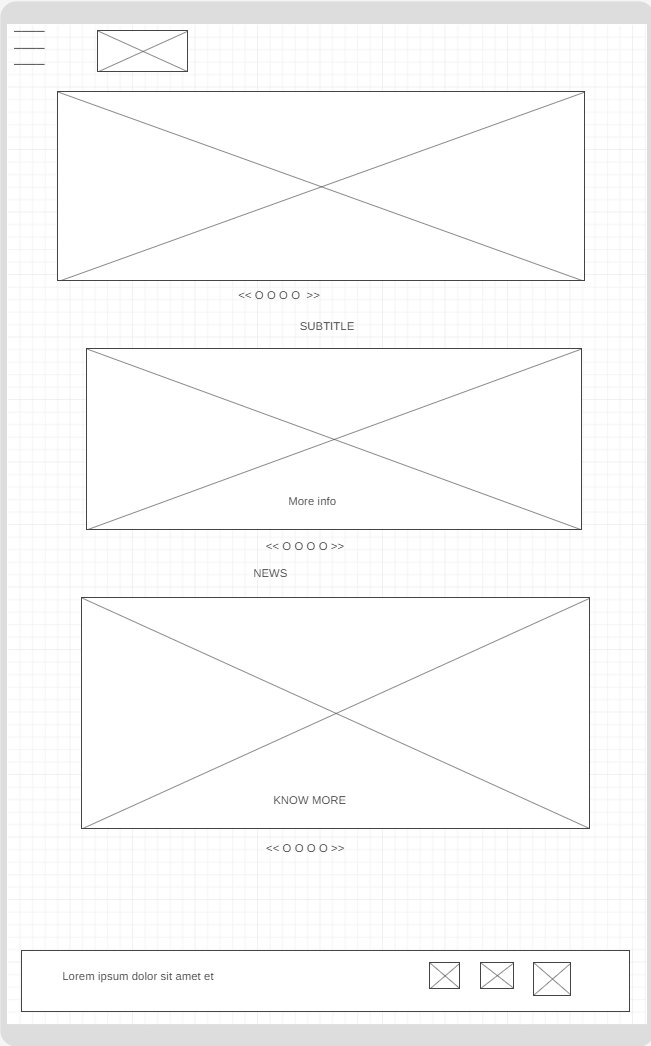 << O O O O >>
SUBTITLE
More info
<< O O O O >>
NEWS
KNOW MORE
<< O O O O >>
Lorem ipsum dolor sit amet et